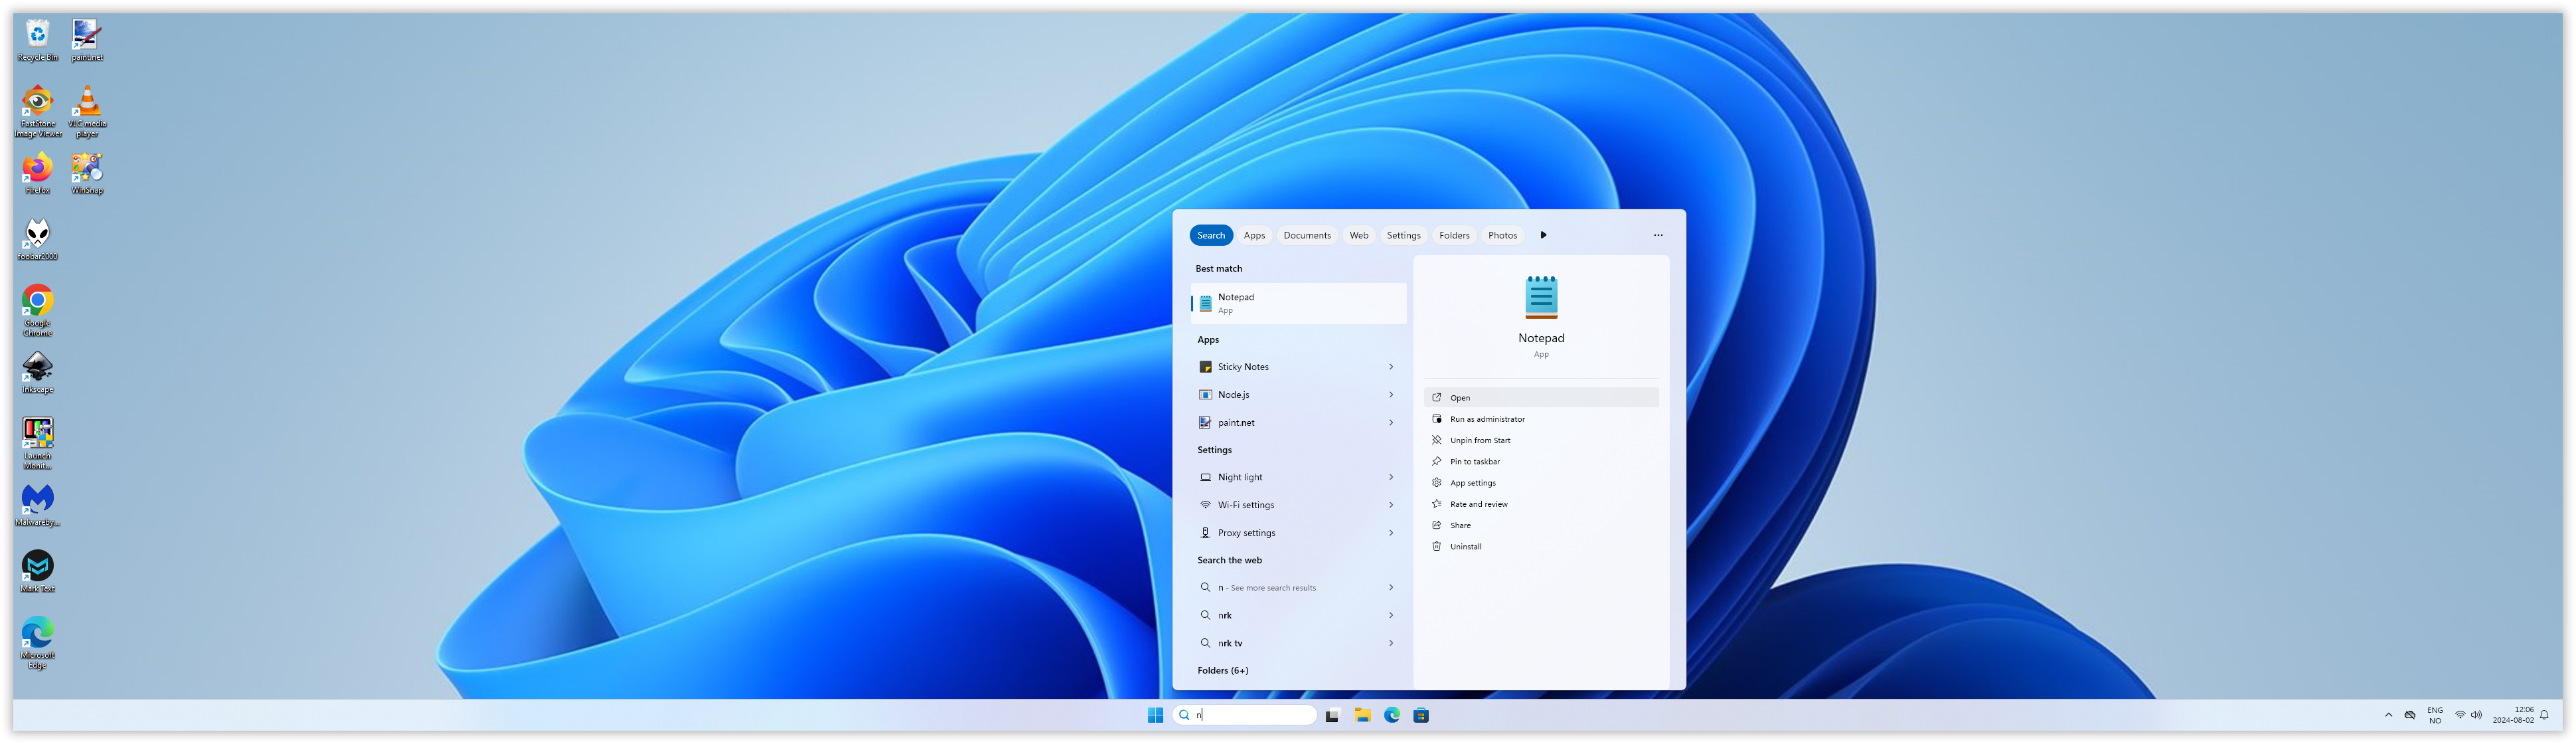 Recycle Bin
paint.net
FastStone
Image Viewer
VLC media
player
Firefox
WinSnap
foobar2000
Google
Chrome
Inkscape
Launch
Monit...
Malwareby...
Mark Text
Microsoft
Edge
Search Apps Documents Web Settings Folders Photos
Best match
Notepad
App
Apps
Sticky Notes
Node.js
paint.net
Settings
Night light
Wi-Fi settings
Proxy settings
Search the web
n - See more search results
nrk
nrk tv
Folders (6+)
Notepad
App
Open
Run as administrator
Unpin from Start
Pin to taskbar
App settings
Rate and review
Share
Uninstall
n
ENG
NO
12:06
2024-08-02